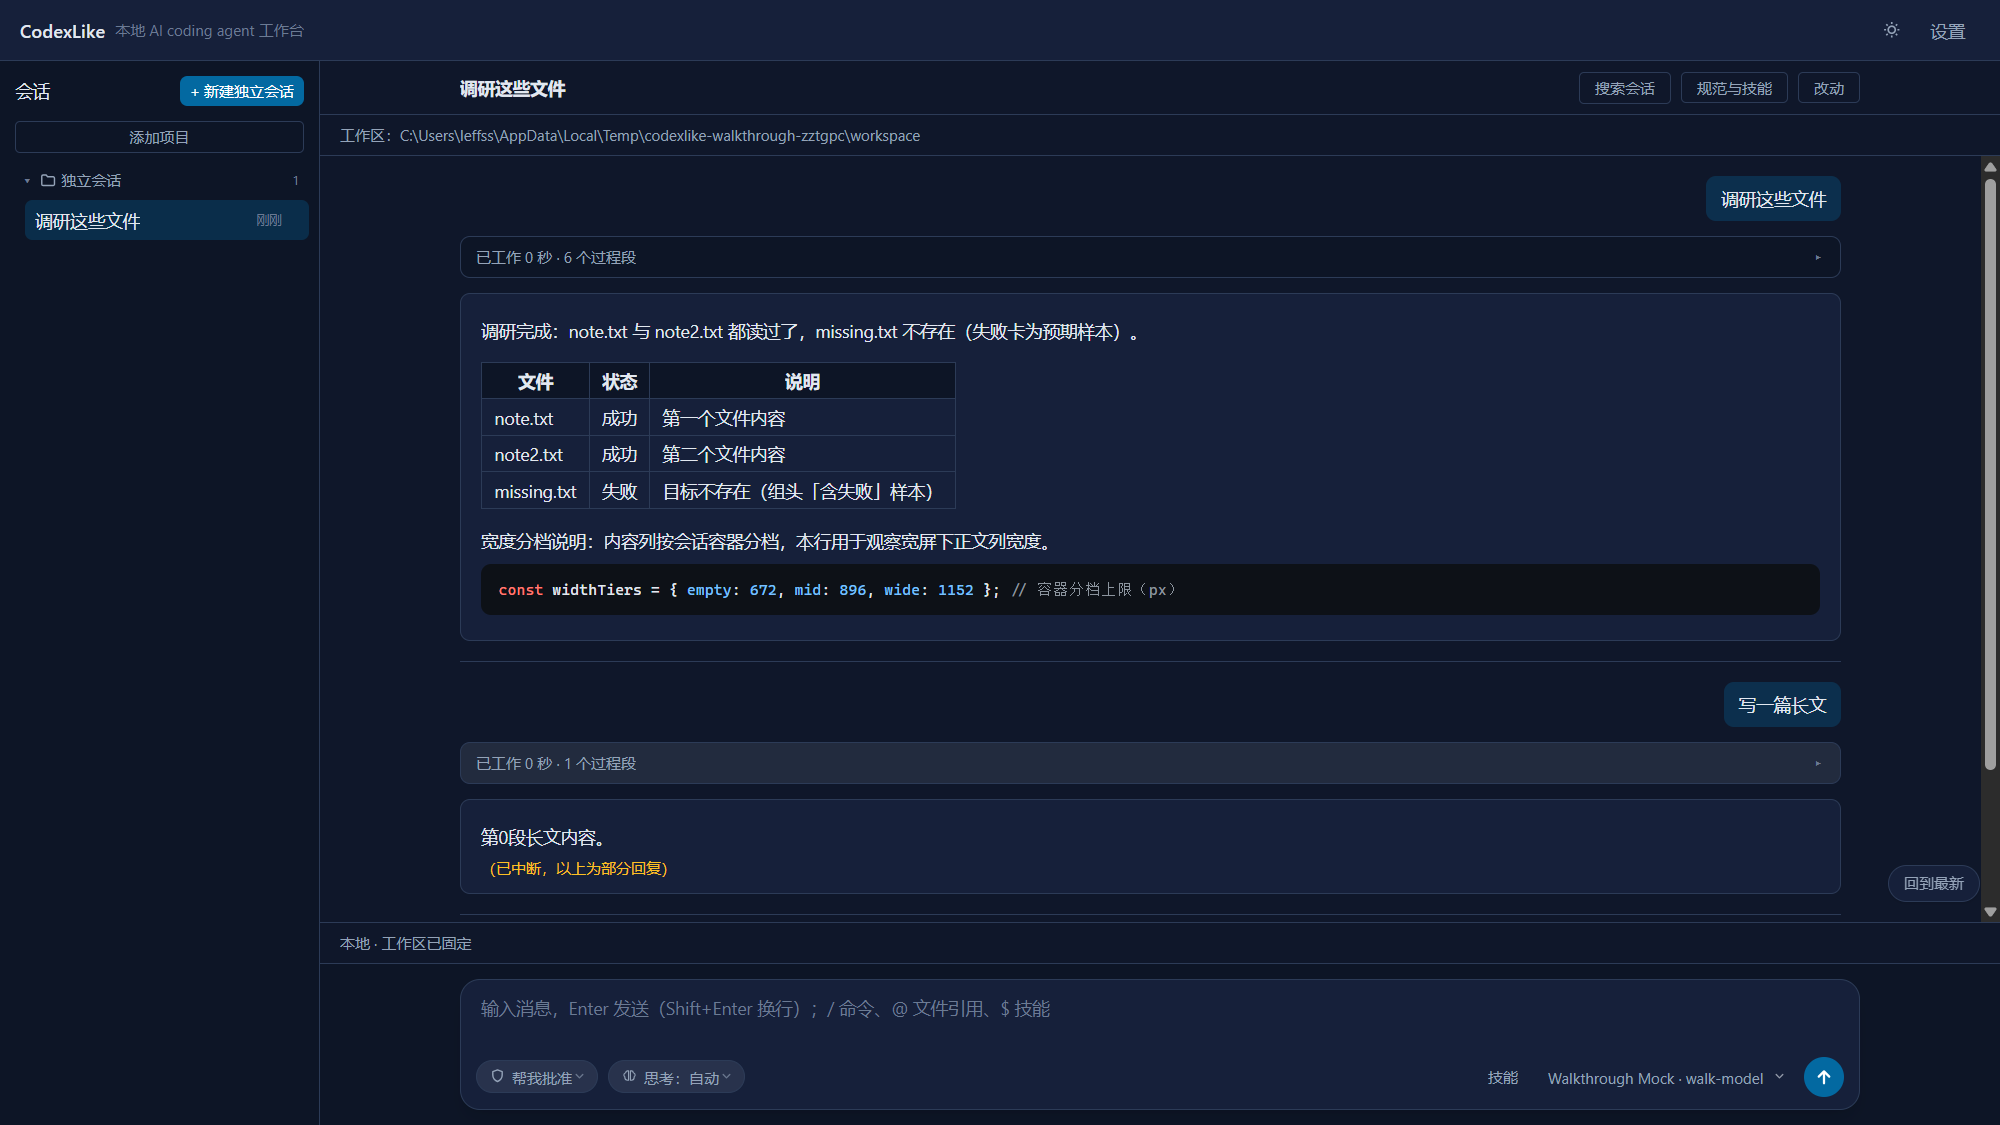 CodexLike 本地 AI coding agent 工作台
设置
会话
+ 新建独立会话
添加项目
独立会话 1
调研这些文件 刚刚
调研这些文件
搜索会话
规范与技能
改动
工作区：C:\Users\leffss\AppData\Local\Temp\codexlike-walkthrough-zztgpc\workspace
调研这些文件
已工作 0 秒 · 6 个过程段
调研完成：note.txt 与 note2.txt 都读过了，missing.txt 不存在（失败卡为预期样本）。
文件 状态 说明
note.txt 成功 第一个文件内容
note2.txt 成功 第二个文件内容
missing.txt 失败 目标不存在（组头「含失败」样本）
宽度分档说明：内容列按会话容器分档，本行用于观察宽屏下正文列宽度。
const widthTiers = { empty: 672, mid: 896, wide: 1152 }; // 容器分档上限（px）
写一篇长文
已工作 0 秒 · 1 个过程段
第0段长文内容。
（已中断，以上为部分回复）
回到最新
本地 · 工作区已固定
输入消息，Enter 发送（Shift+Enter 换行）；/ 命令、@ 文件引用、$ 技能
帮我批准
思考：自动
技能
Walkthrough Mock · walk-model